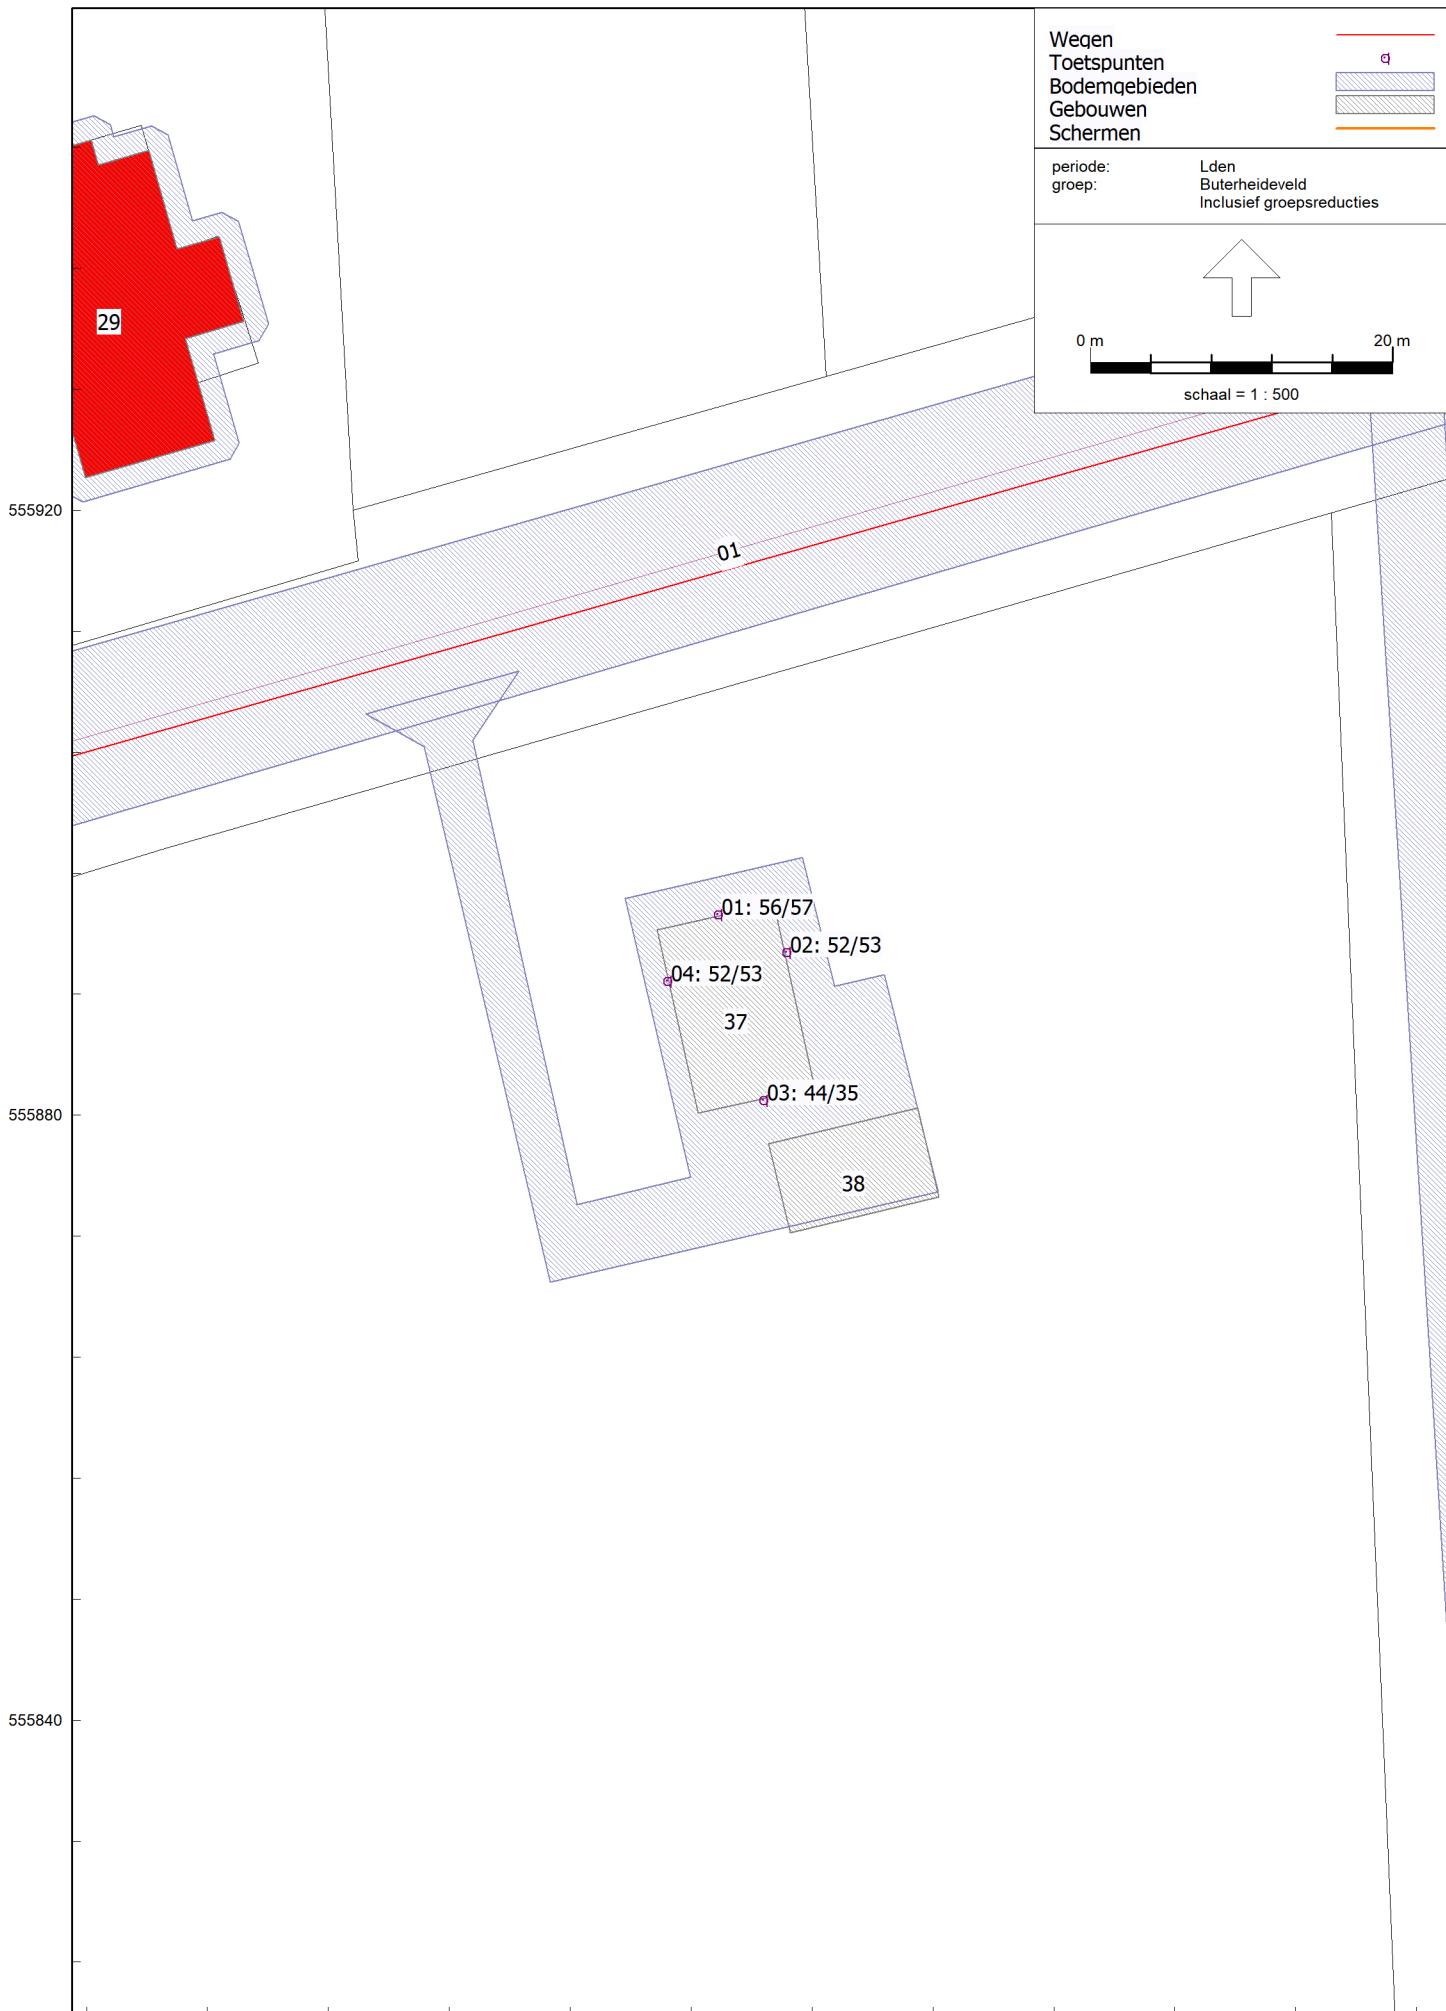 Wegen
Toetspunten
Bodemgebieden
Gebouwen
Schermen
periode: Lden
groep: Buterheideveld
Inclusief groepsreducties
0 m 20 m
schaal = 1 : 500
29
555920
01
01: 56/57
02: 52/53
04: 52/53
37
03: 44/35
555880
38
555840